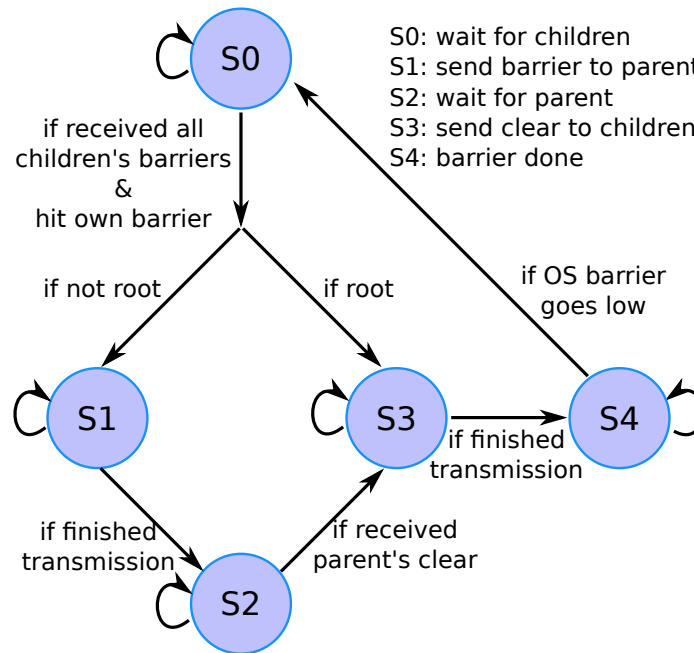 S0
S0: wait for children
S1: send barrier to parent
S2: wait for parent
S3: send clear to children
S4: barrier done
if received all
children's barriers
&
hit own barrier
if not root
if root
if OS barrier
goes low
S1
S3
S4
if finished
transmission
if finished
transmission
if received
parent's clear
S2